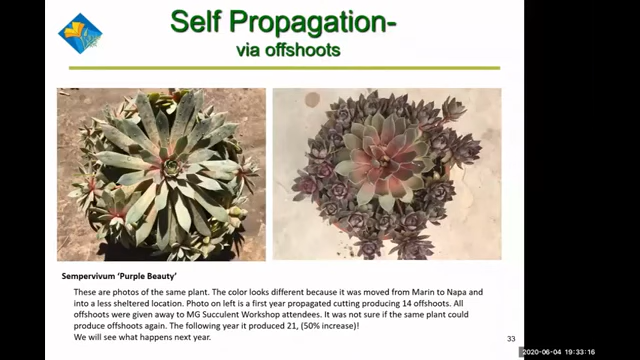 Self Propagation-
via offshoots
Sempervivum ‘Purple Beauty’
These are photos of the same plant. The color looks different because it was moved from Marin to Napa and
into a less sheltered location. Photo on left is a first year propagated cutting producing 14 offshoots. All
offshoots were given away to MG Succulent Workshop attendees. It was not sure if the same plant could
produce offshoots again. The following year it produced 21, (50% increase)!
We will see what happens next year.
33
2020-06-04 19:33:16